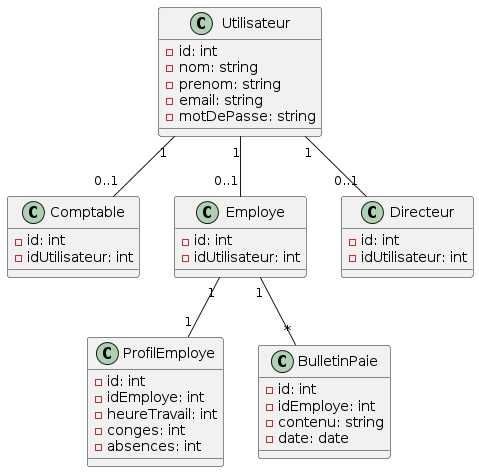 C Utilisateur
id: int
nom: string
prenom: string
email: string
motDePasse: string
1 1 1
0..1 0..1 0..1
C Comptable
id: int
idUtilisateur: int
C Employe
id: int
idUtilisateur: int
C Directeur
id: int
idUtilisateur: int
1 1
1 *
C ProfilEmploye
id: int
idEmploye: int
heureTravail: int
conges: int
absences: int
C BulletinPaie
id: int
idEmploye: int
contenu: string
date: date